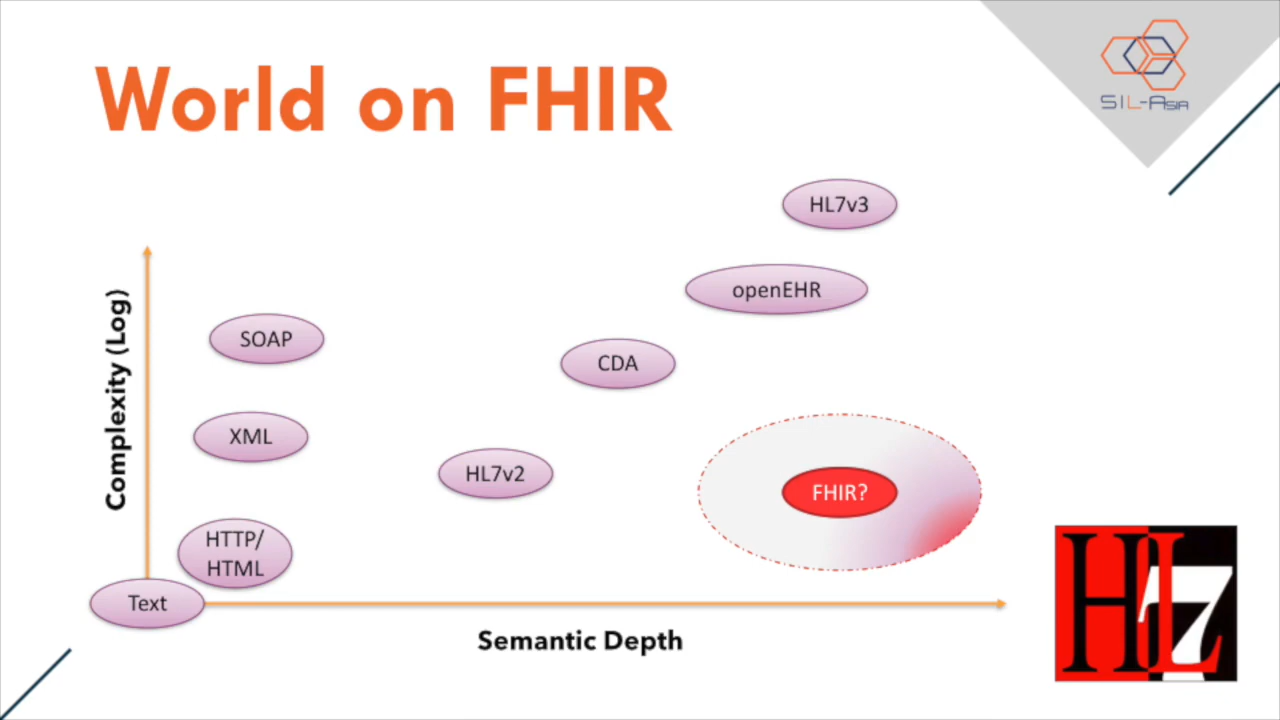 World on FHIR
SIL-Asia
HL7v3
openEHR
SOAP
CDA
XML
HL7v2
FHIR?
HTTP/
HTML
Text
Complexity (Log)
Semantic Depth
HL7